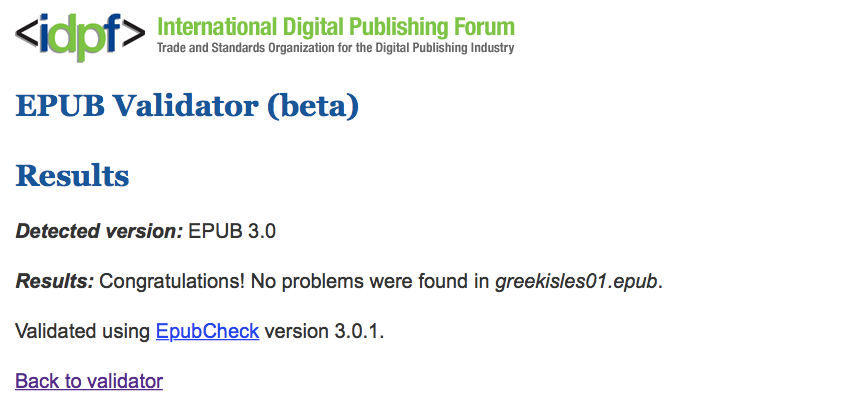 <idpf> International Digital Publishing Forum
Trade and Standards Organization for the Digital Publishing Industry
EPUB Validator (beta)
Results
Detected version: EPUB 3.0
Results: Congratulations! No problems were found in greekisles01.epub.
Validated using EpubCheck version 3.0.1.
Back to validator